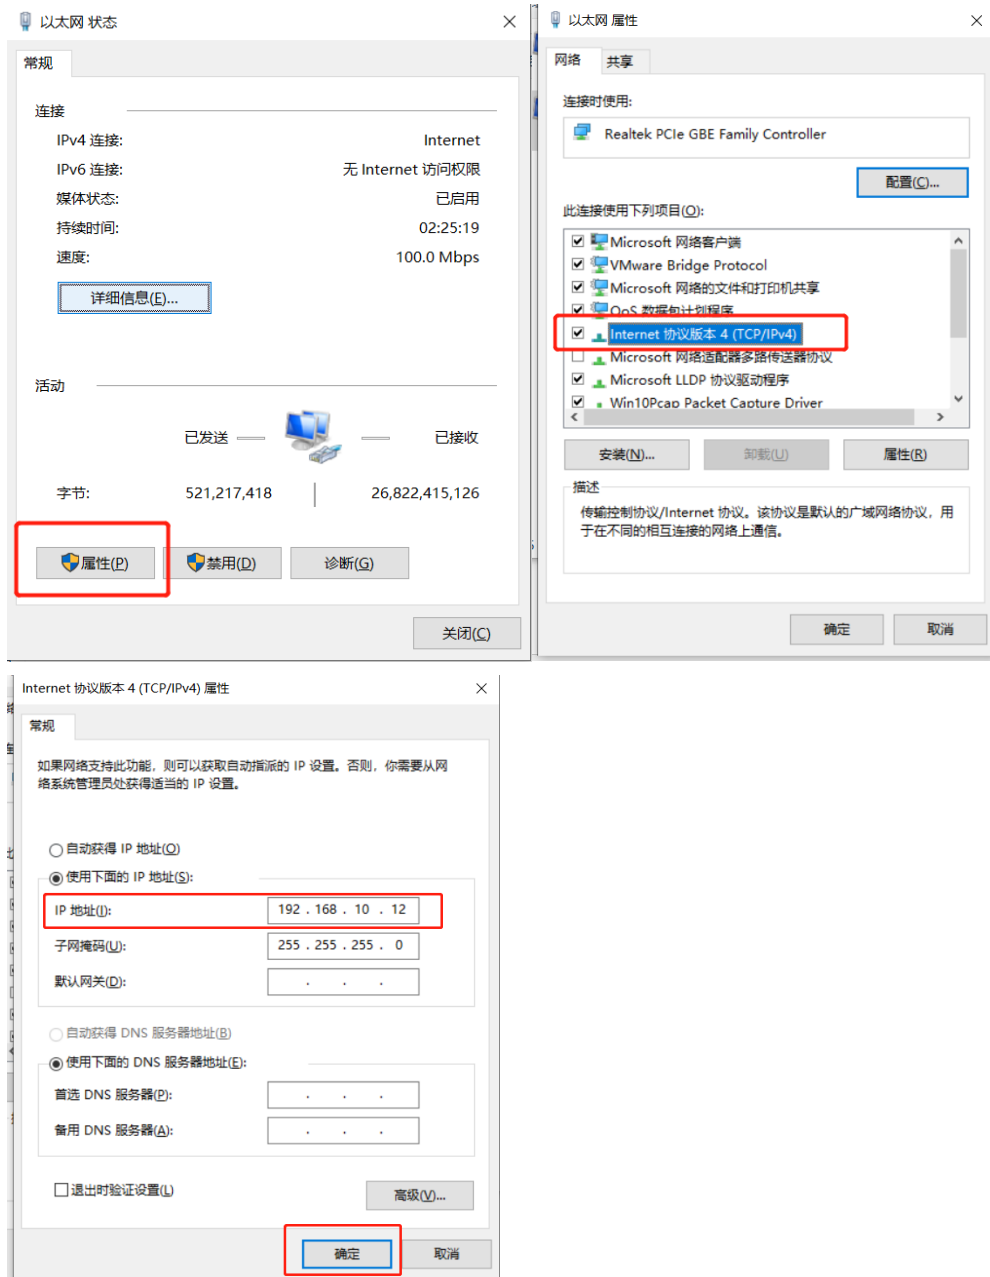 以太网 状态
常规
连接
IPv4 连接: Internet
IPv6 连接: 无 Internet 访问权限
媒体状态: 已启用
持续时间: 02:25:19
速度: 100.0 Mbps
详细信息(E)...
活动
已发送 已接收
字节: 521,217,418 26,822,415,126
属性(P) 禁用(D) 诊断(G)
关闭(C)
以太网 属性
网络 共享
连接时使用:
Realtek PCIe GBE Family Controller
配置(C)...
此连接使用下列项目(O):
Microsoft 网络客户端
VMware Bridge Protocol
Microsoft 网络的文件和打印机共享
QoS 数据包计划程序
Internet 协议版本 4 (TCP/IPv4)
Microsoft 网络适配器多路传送器协议
Microsoft LLDP 协议驱动程序
Win10Pcap Packet Capture Driver
安装(N)... 卸载(U) 属性(R)
描述
传输控制协议/Internet 协议。该协议是默认的广域网络协议，用
于在不同的相互连接的网络上通信。
确定 取消
Internet 协议版本 4 (TCP/IPv4) 属性
常规
如果网络支持此功能，则可以获取自动指派的 IP 设置。否则，你需要从网
络系统管理员处获得适当的 IP 设置。
自动获得 IP 地址(O)
使用下面的 IP 地址(S):
IP 地址(I): 192 . 168 . 10 . 12
子网掩码(U): 255 . 255 . 255 . 0
默认网关(D): . . .
自动获得 DNS 服务器地址(B)
使用下面的 DNS 服务器地址(E):
首选 DNS 服务器(P): . . .
备用 DNS 服务器(A): . . .
退出时验证设置(L)
高级(V)...
确定 取消